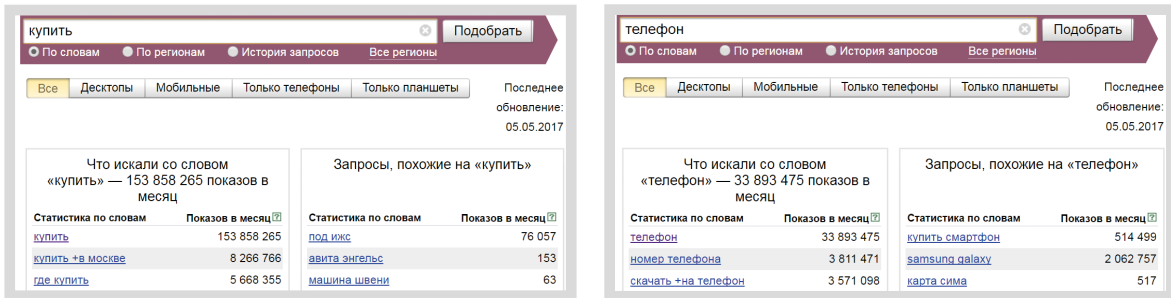 купить
Подобрать
По словам По регионам История запросов Все регионы
Все Десктопы Мобильные Только телефоны Только планшеты
Последнее
обновление:
05.05.2017
Что искали со словом
«купить» — 153 858 265 показов в
месяц
Статистика по словам Показов в месяц ?
купить 153 858 265
купить +в москве 8 266 766
где купить 5 668 355
Запросы, похожие на «купить»
Статистика по словам Показов в месяц ?
под ижс 76 057
авита энгельс 153
машина швени 63
телефон
Подобрать
По словам По регионам История запросов Все регионы
Все Десктопы Мобильные Только телефоны Только планшеты
Последнее
обновление:
05.05.2017
Что искали со словом
«телефон» — 33 893 475 показов в
месяц
Статистика по словам Показов в месяц ?
телефон 33 893 475
номер телефона 3 811 471
скачать +на телефон 3 571 098
Запросы, похожие на «телефон»
Статистика по словам Показов в месяц ?
купить смартфон 514 499
samsung galaxy 2 062 757
карта сима 517